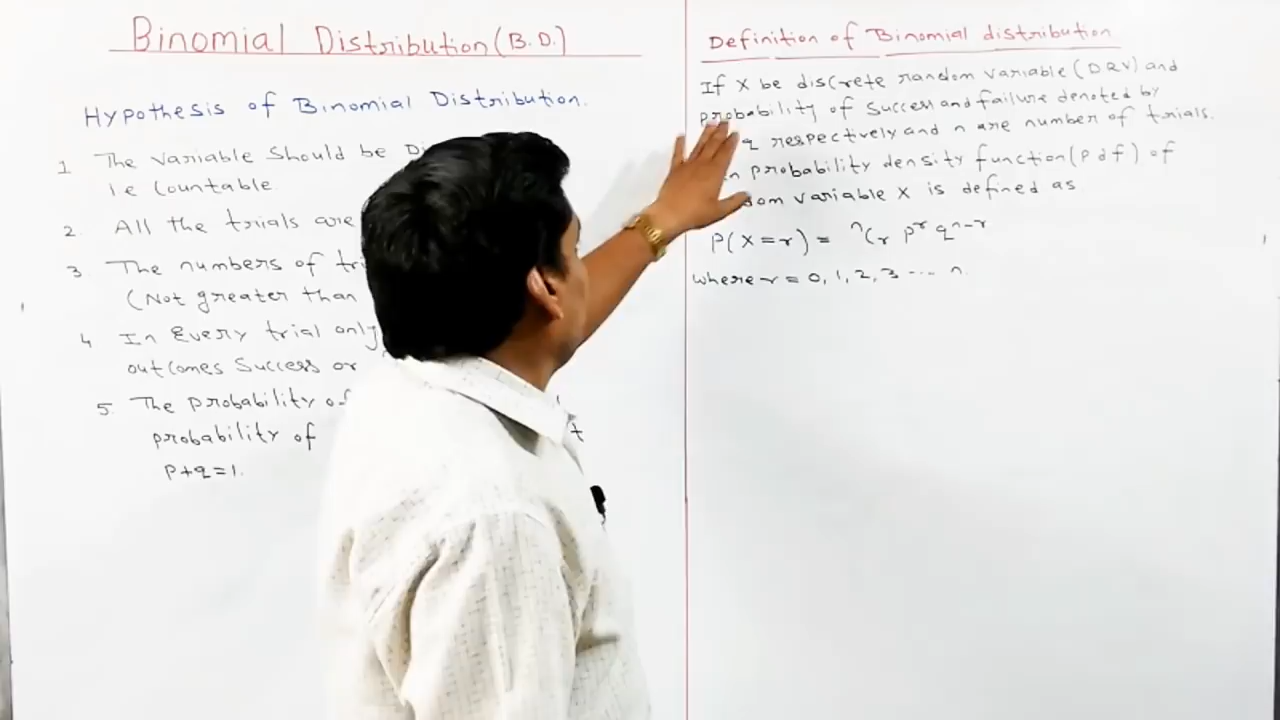 Binomial Distribution (B.D.)
Hypothesis of Binomial Distribution.
1 The Variable Should be
i.e Countable
2. All the trials are
3. The numbers of
(Not greater than
4 In Every trial only
outcomes Success or
5. The probability
probability of
p+q=1.
Definition of Binomial distribution
If X be discrete random variable (DRV) and
probability of Success and failure denoted by
q respectively and n are number of trials.
probability density function (Pdf) of
variable X is defined as
P(X=r) = ⁿCᵣ pʳ qⁿ⁻ʳ
where r = 0, 1, 2, 3 .... n.